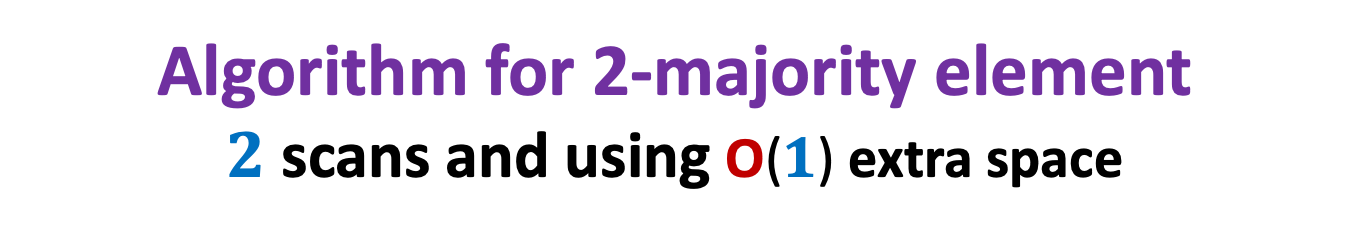 Algorithm for 2-majority element
2 scans and using O(1) extra space